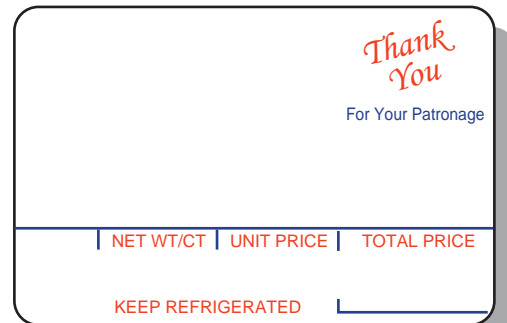 Thank
You
For Your Patronage
NET WT/CT UNIT PRICE TOTAL PRICE
KEEP REFRIGERATED